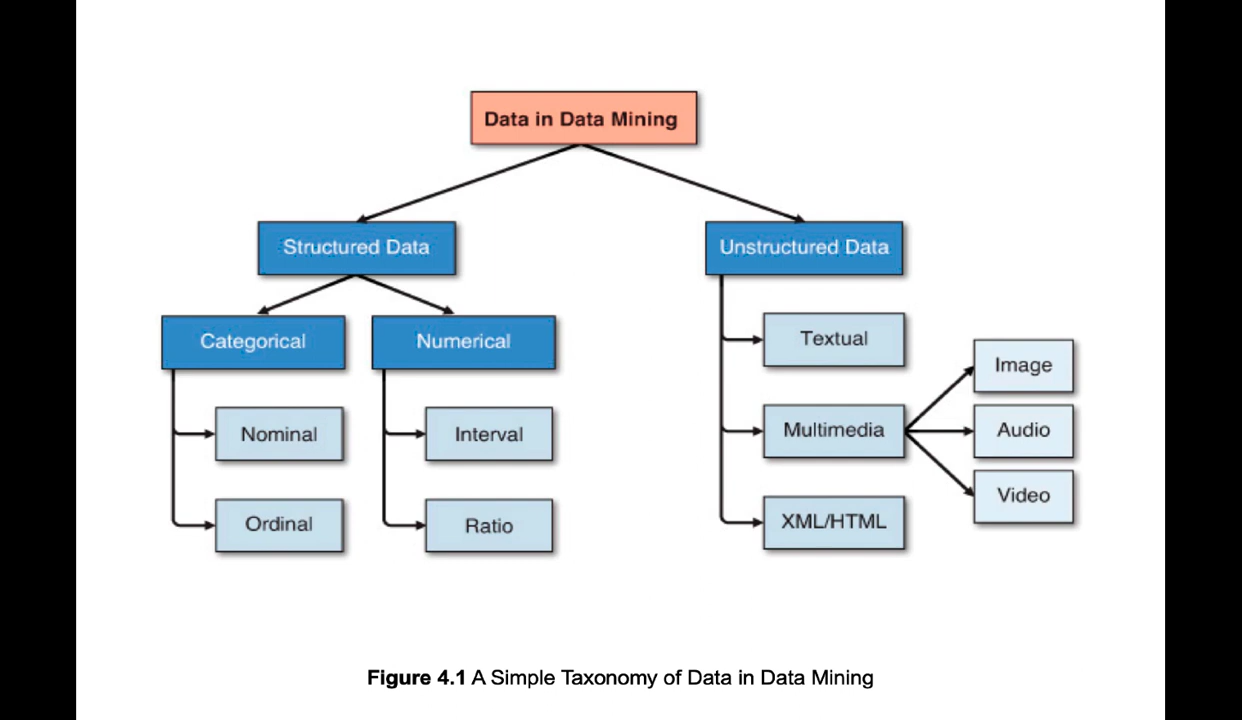 Data in Data Mining
Structured Data
Unstructured Data
Categorical
Numerical
Nominal
Ordinal
Interval
Ratio
Textual
Multimedia
XML/HTML
Image
Audio
Video
Figure 4.1 A Simple Taxonomy of Data in Data Mining